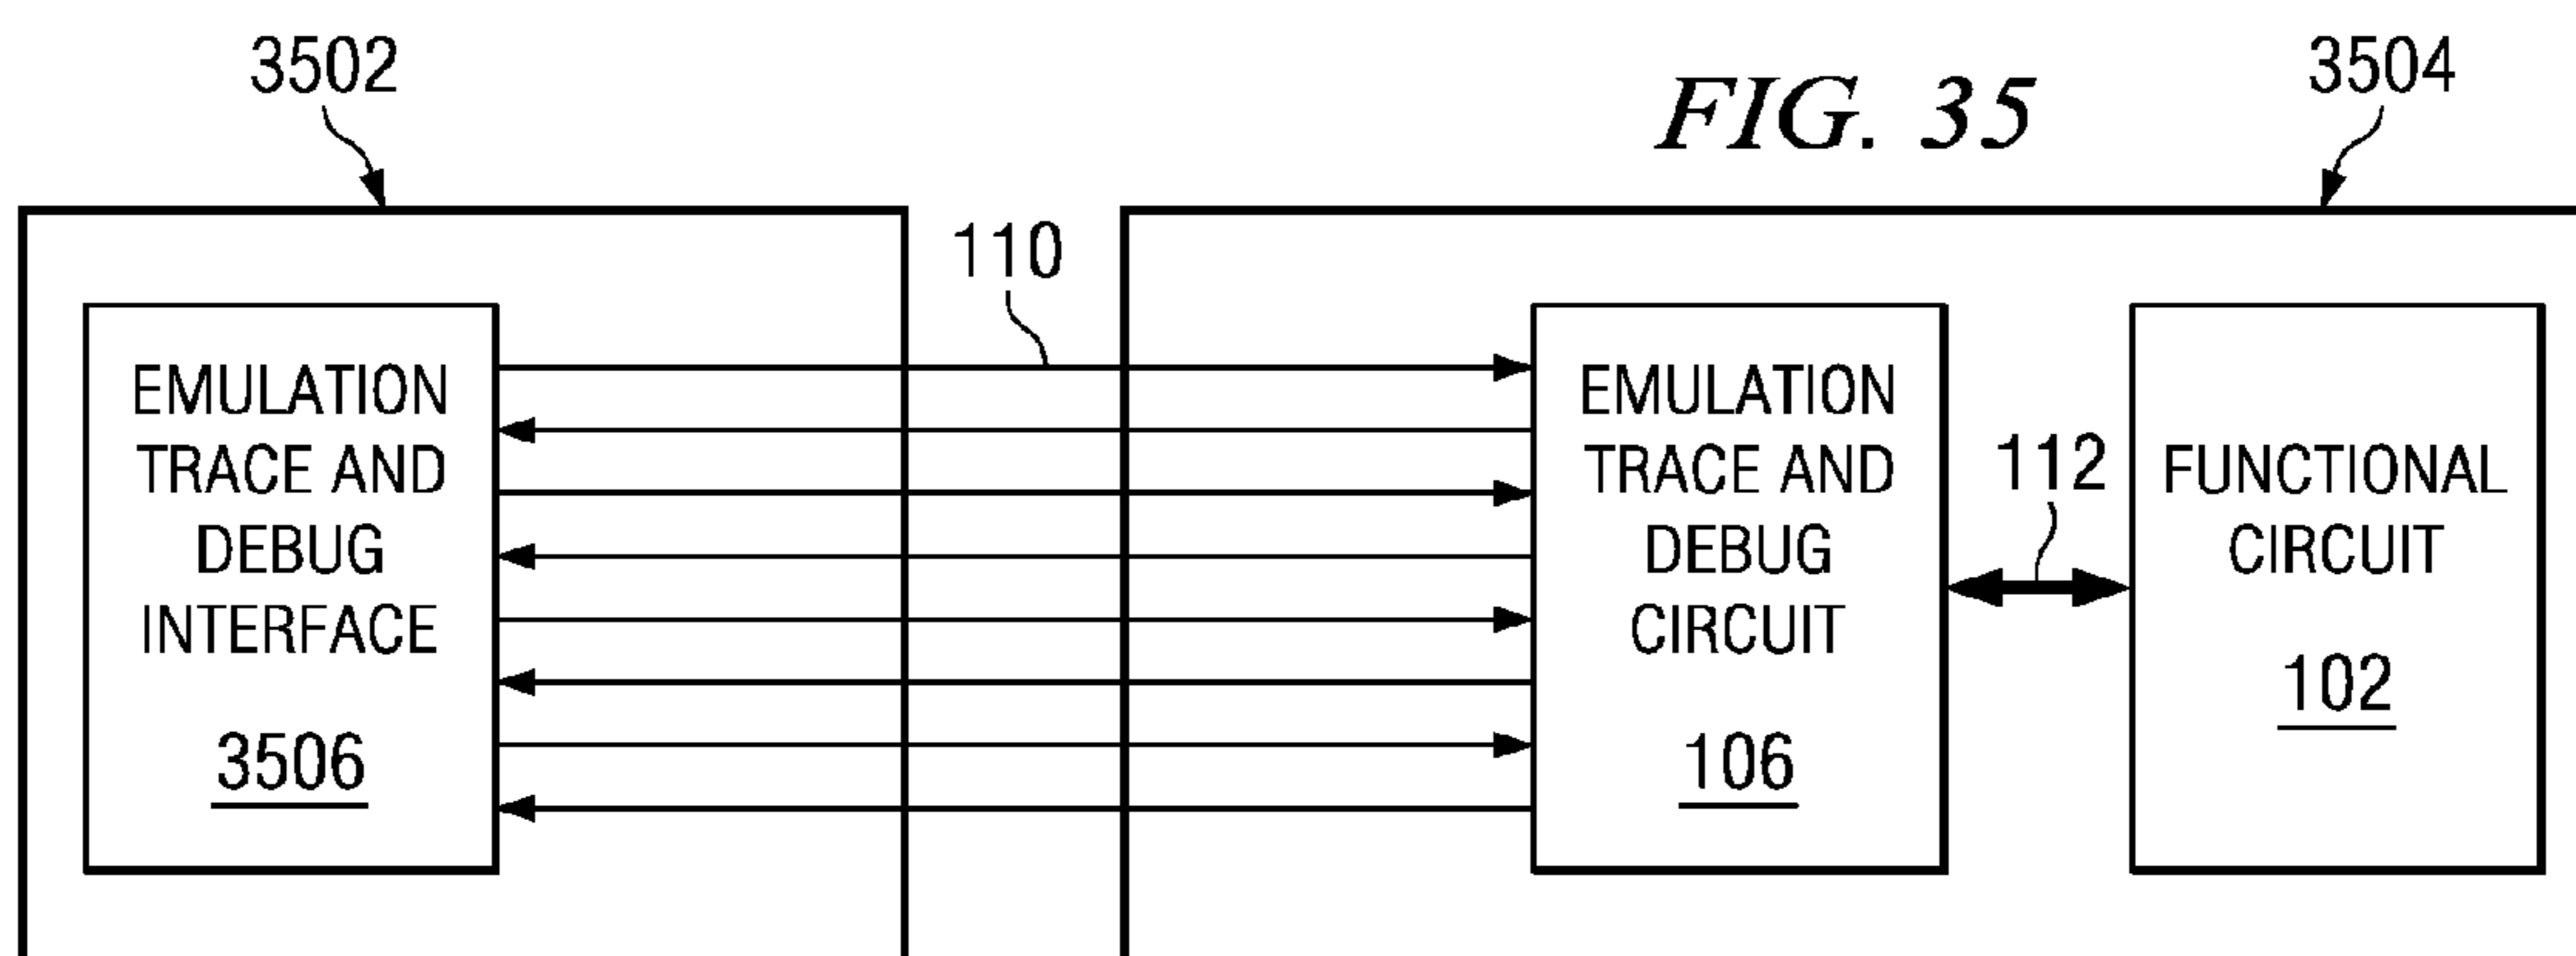 3502
FIG. 35
3504
110
EMULATION
TRACE AND
DEBUG
INTERFACE
3506
EMULATION
TRACE AND
DEBUG
CIRCUIT
106
112
FUNCTIONAL
CIRCUIT
102